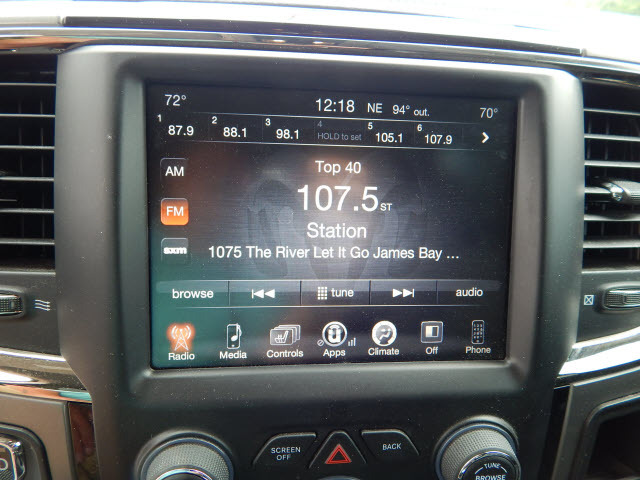 72° 12:18 NE 94° out. 70°
1 87.9 2 88.1 3 98.1 4 HOLD to set 5 105.1 6 107.9
AM
Top 40
107.5 ST
FM
Station
sxm
1075 The River Let It Go James Bay ...
browse tune audio
Radio Media Controls Apps Climate Off Phone
SCREEN OFF BACK
TUNE
BROWSE